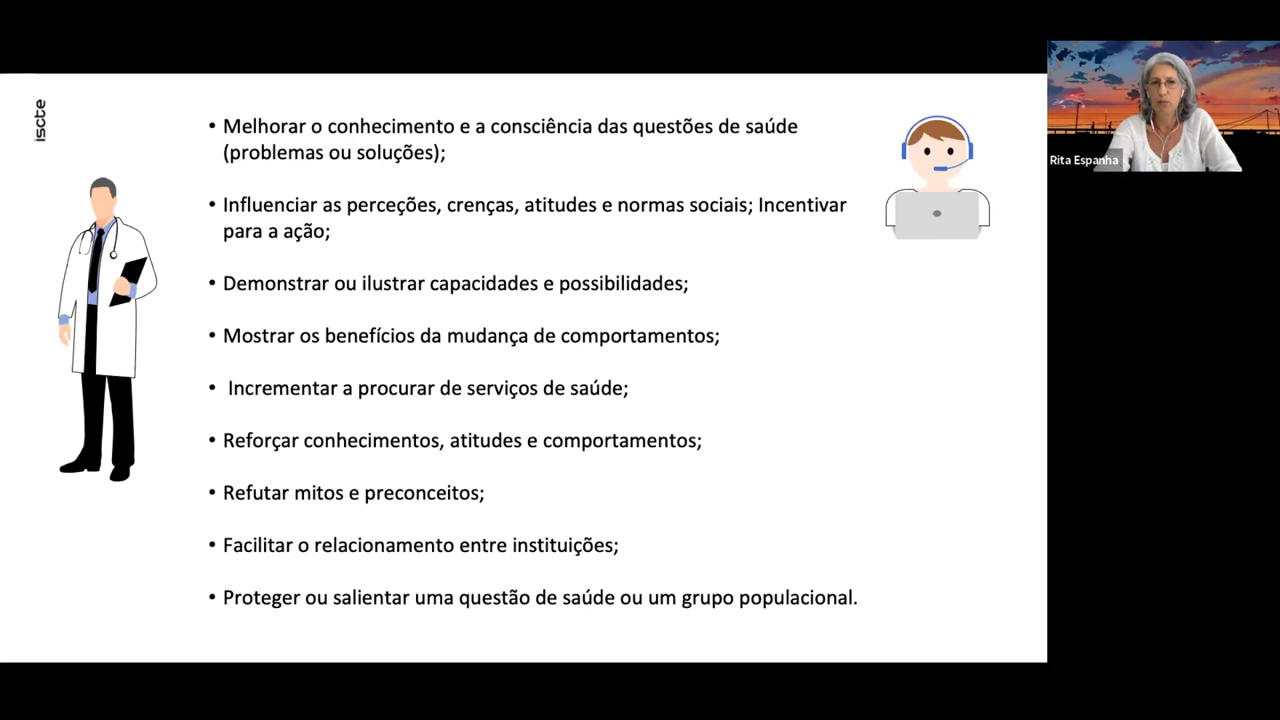 iscte
• Melhorar o conhecimento e a consciência das questões de saúde
(problemas ou soluções);
• Influenciar as perceções, crenças, atitudes e normas sociais; Incentivar
para a ação;
• Demonstrar ou ilustrar capacidades e possibilidades;
• Mostrar os benefícios da mudança de comportamentos;
• Incrementar a procurar de serviços de saúde;
• Reforçar conhecimentos, atitudes e comportamentos;
• Refutar mitos e preconceitos;
• Facilitar o relacionamento entre instituições;
• Proteger ou salientar uma questão de saúde ou um grupo populacional.
Rita Espanha